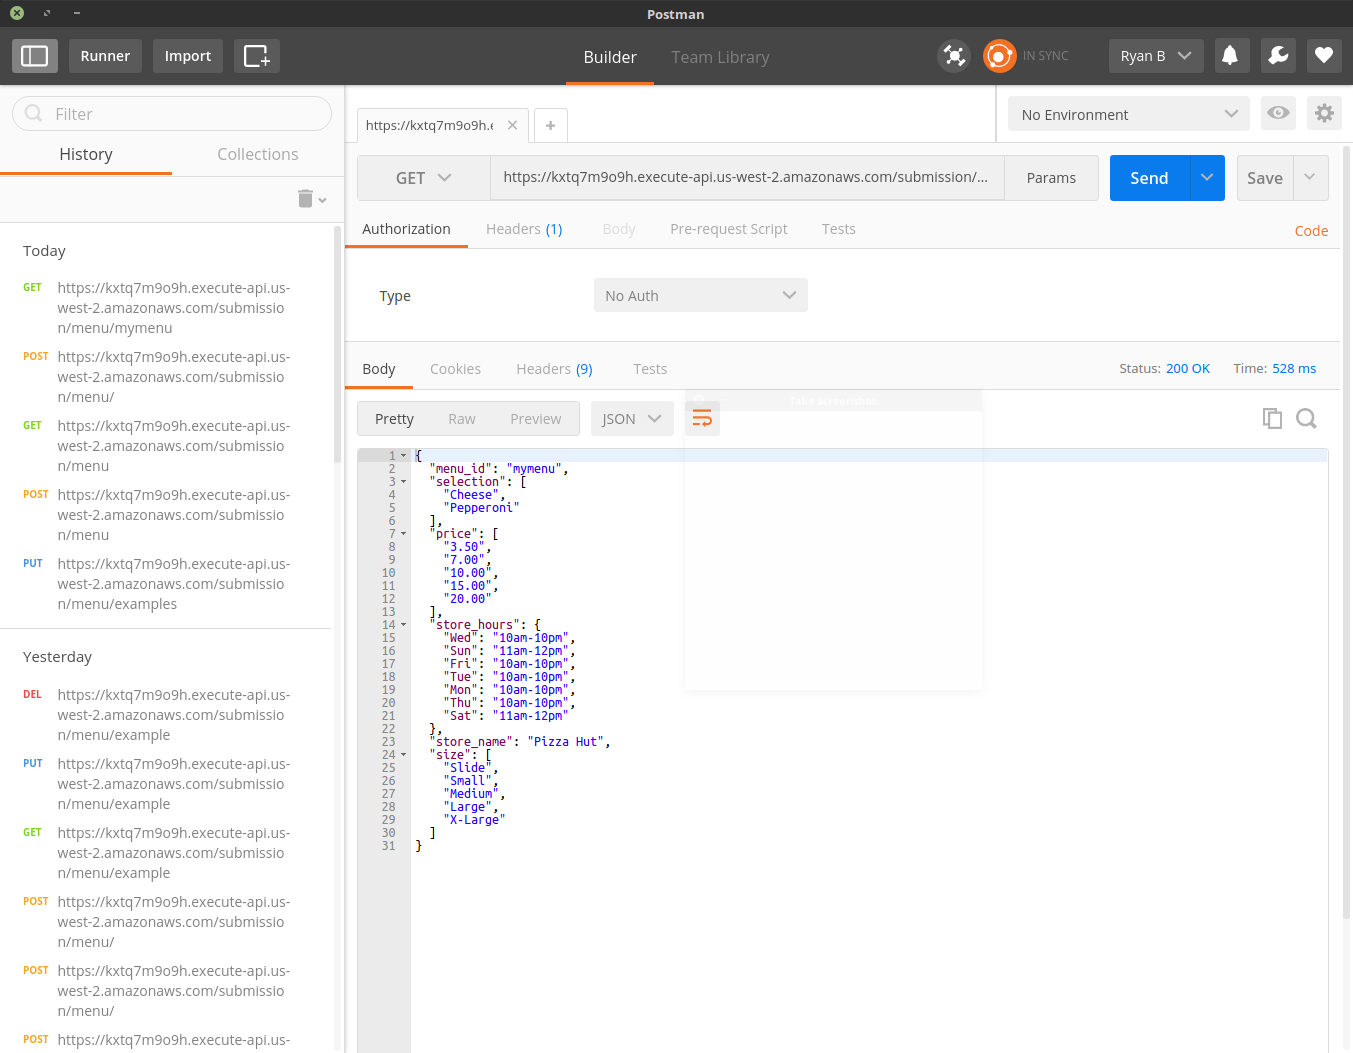 Postman
Runner
Import
Builder
Team Library
IN SYNC
Ryan B
Filter
History
Collections
Today
GET https://kxtq7m9o9h.execute-api.us-
west-2.amazonaws.com/submissio
n/menu/mymenu
POST https://kxtq7m9o9h.execute-api.us-
west-2.amazonaws.com/submissio
n/menu/
GET https://kxtq7m9o9h.execute-api.us-
west-2.amazonaws.com/submissio
n/menu
POST https://kxtq7m9o9h.execute-api.us-
west-2.amazonaws.com/submissio
n/menu
PUT https://kxtq7m9o9h.execute-api.us-
west-2.amazonaws.com/submissio
n/menu/examples
Yesterday
DEL https://kxtq7m9o9h.execute-api.us-
west-2.amazonaws.com/submissio
n/menu/example
PUT https://kxtq7m9o9h.execute-api.us-
west-2.amazonaws.com/submissio
n/menu/example
GET https://kxtq7m9o9h.execute-api.us-
west-2.amazonaws.com/submissio
n/menu/example
POST https://kxtq7m9o9h.execute-api.us-
west-2.amazonaws.com/submissio
n/menu/
POST https://kxtq7m9o9h.execute-api.us-
west-2.amazonaws.com/submissio
n/menu/
POST https://kxtq7m9o9h.execute-api.us-
https://kxtq7m9o9h.e
No Environment
GET
https://kxtq7m9o9h.execute-api.us-west-2.amazonaws.com/submission/...
Params
Send
Save
Authorization
Headers (1)
Body
Pre-request Script
Tests
Code
Type
No Auth
Body
Cookies
Headers (9)
Tests
Status: 200 OK
Time: 528 ms
Take Screenshot
Pretty
Raw
Preview
JSON
1 {
2 "menu_id": "mymenu",
3 "selection": [
4 "Cheese",
5 "Pepperoni"
6 ],
7 "price": [
8 "3.50",
9 "7.00",
10 "10.00",
11 "15.00",
12 "20.00"
13 ],
14 "store_hours": {
15 "Wed": "10am-10pm",
16 "Sun": "11am-12pm",
17 "Fri": "10am-10pm",
18 "Tue": "10am-10pm",
19 "Mon": "10am-10pm",
20 "Thu": "10am-10pm",
21 "Sat": "11am-12pm"
22 },
23 "store_name": "Pizza Hut",
24 "size": [
25 "Slide",
26 "Small",
27 "Medium",
28 "Large",
29 "X-Large"
30 ]
31 }